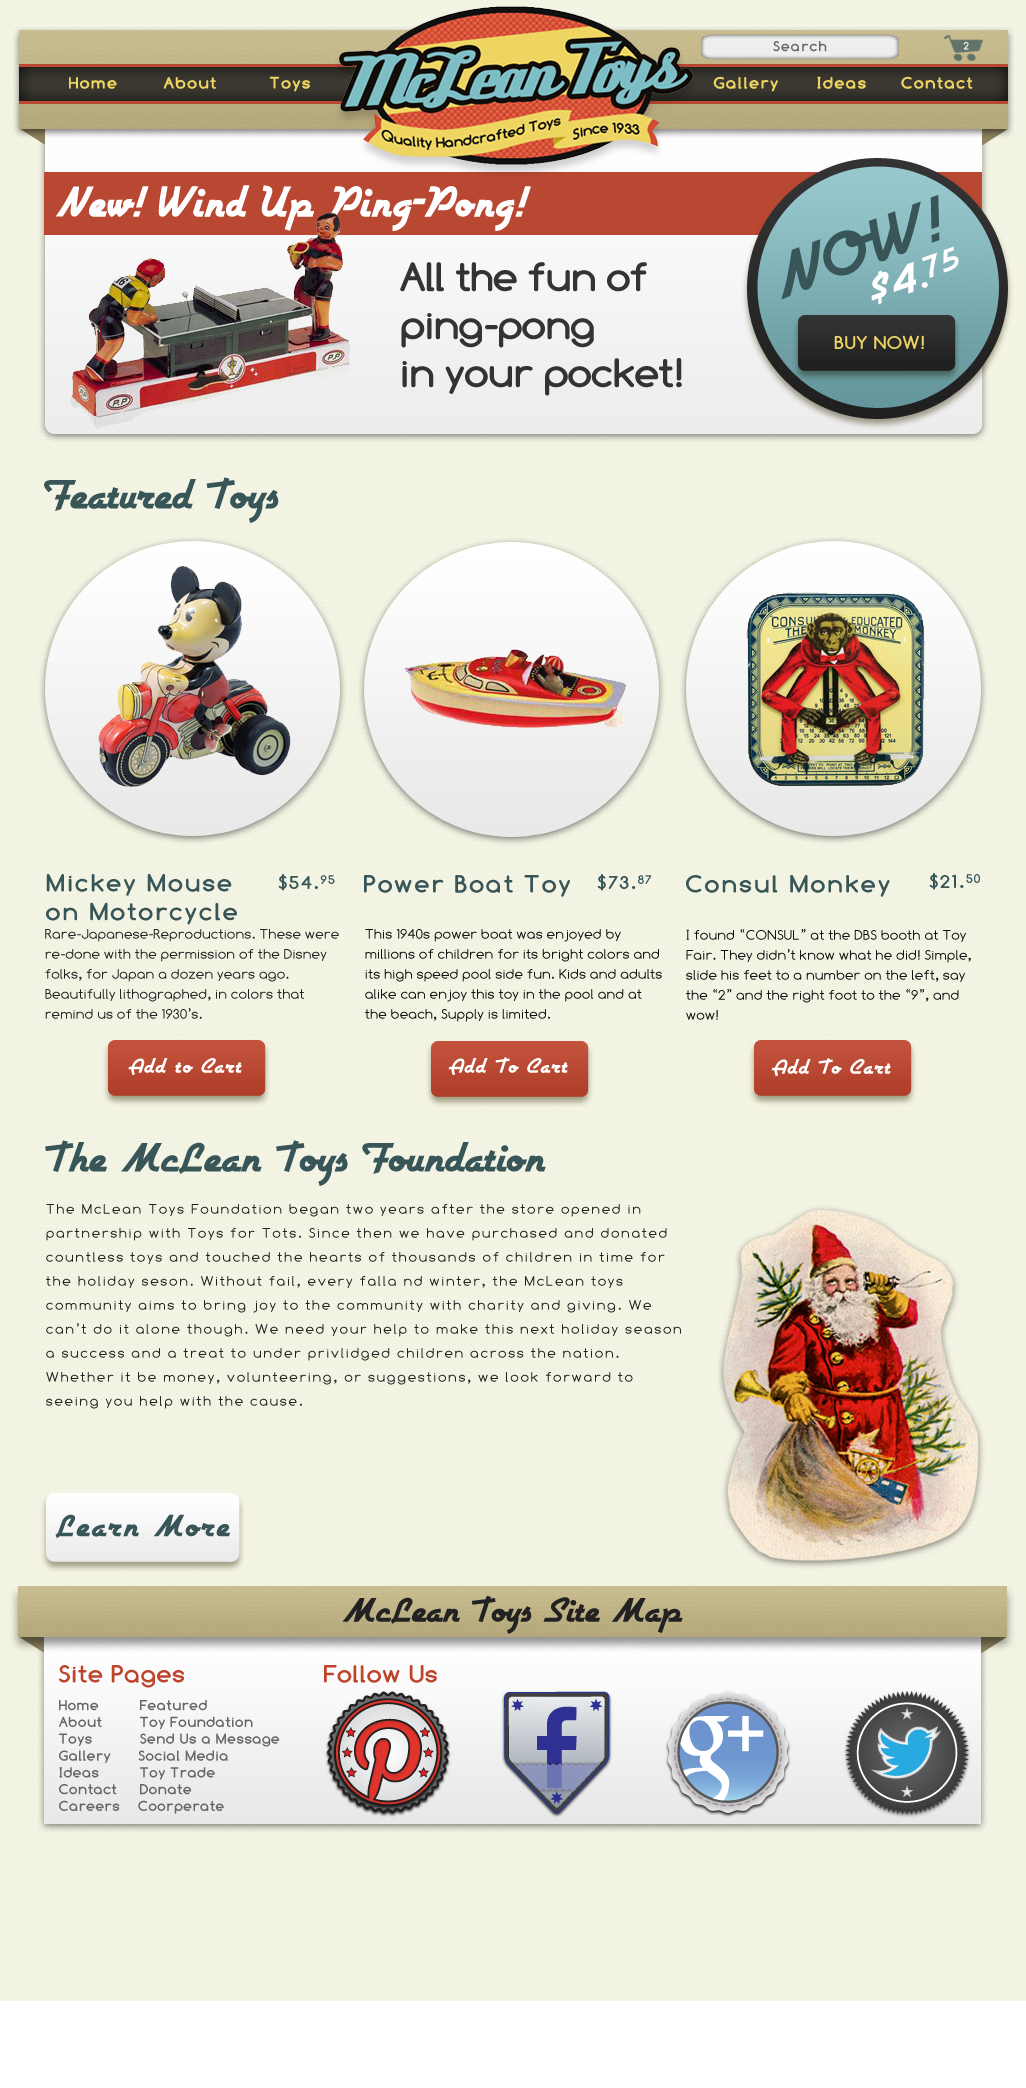 McLean Toys
Quality Handcrafted Toys Since 1933
Search
2
Home About Toys Gallery Ideas Contact
New! Wind Up Ping-Pong!
All the fun of
ping-pong
in your pocket!
P.P
P.P
NOW!
$4.75
BUY NOW!
Featured Toys
CONSUL EDUCATED
THE MONKEY
Mickey Mouse
on Motorcycle
$54.95
Rare-Japanese-Reproductions. These were
re-done with the permission of the Disney
folks, for Japan a dozen years ago.
Beautifully lithographed, in colors that
remind us of the 1930's.
Add to Cart
Power Boat Toy $73.87
This 1940s power boat was enjoyed by
millions of children for its bright colors and
its high speed pool side fun. Kids and adults
alike can enjoy this toy in the pool and at
the beach, Supply is limited.
Add To Cart
Consul Monkey $21.50
I found “CONSUL” at the DBS booth at Toy
Fair. They didn’t know what he did! Simple,
slide his feet to a number on the left, say
the “2” and the right foot to the “9”, and
wow!
Add To Cart
The McLean Toys Foundation
The McLean Toys Foundation began two years after the store opened in
partnership with Toys for Tots. Since then we have purchased and donated
countless toys and touched the hearts of thousands of children in time for
the holiday seson. Without fail, every falla nd winter, the McLean toys
community aims to bring joy to the community with charity and giving. We
can’t do it alone though. We need your help to make this next holiday season
a success and a treat to under privlidged children across the nation.
Whether it be money, volunteering, or suggestions, we look forward to
seeing you help with the cause.
Learn More
McLean Toys Site Map
Site Pages
Home Featured
About Toy Foundation
Toys Send Us a Message
Gallery Social Media
Ideas Toy Trade
Contact Donate
Careers Coorperate
Follow Us
f
g+